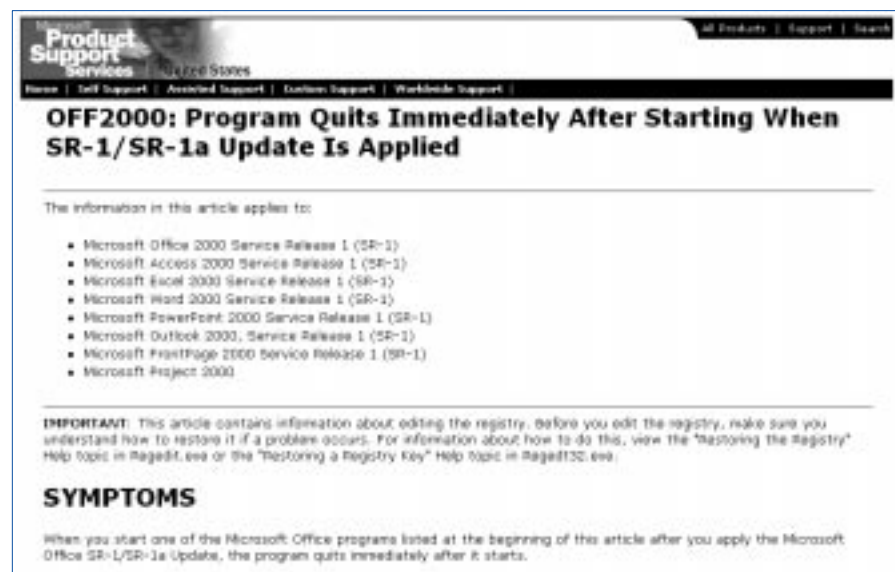 Microsoft
Product
Support
Services
United States
All Products | Support | Search
Home | Self Support | Assisted Support | Custom Support | Worldwide Support |
OFF2000: Program Quits Immediately After Starting When
SR-1/SR-1a Update Is Applied
The information in this article applies to:
• Microsoft Office 2000 Service Release 1 (SR-1)
• Microsoft Access 2000 Service Release 1 (SR-1)
• Microsoft Excel 2000 Service Release 1 (SR-1)
• Microsoft Word 2000 Service Release 1 (SR-1)
• Microsoft PowerPoint 2000 Service Release 1 (SR-1)
• Microsoft Outlook 2000, Service Release 1 (SR-1)
• Microsoft FrontPage 2000 Service Release 1 (SR-1)
• Microsoft Project 2000
IMPORTANT: This article contains information about editing the registry. Before you edit the registry, make sure you
understand how to restore it if a problem occurs. For information about how to do this, view the "Restoring the Registry"
Help topic in Regedit.exe or the "Restoring a Registry Key" Help topic in Regedt32.exe.
SYMPTOMS
When you start one of the Microsoft Office programs listed at the beginning of this article after you apply the Microsoft
Office SR-1/SR-1a Update, the program quits immediately after it starts.